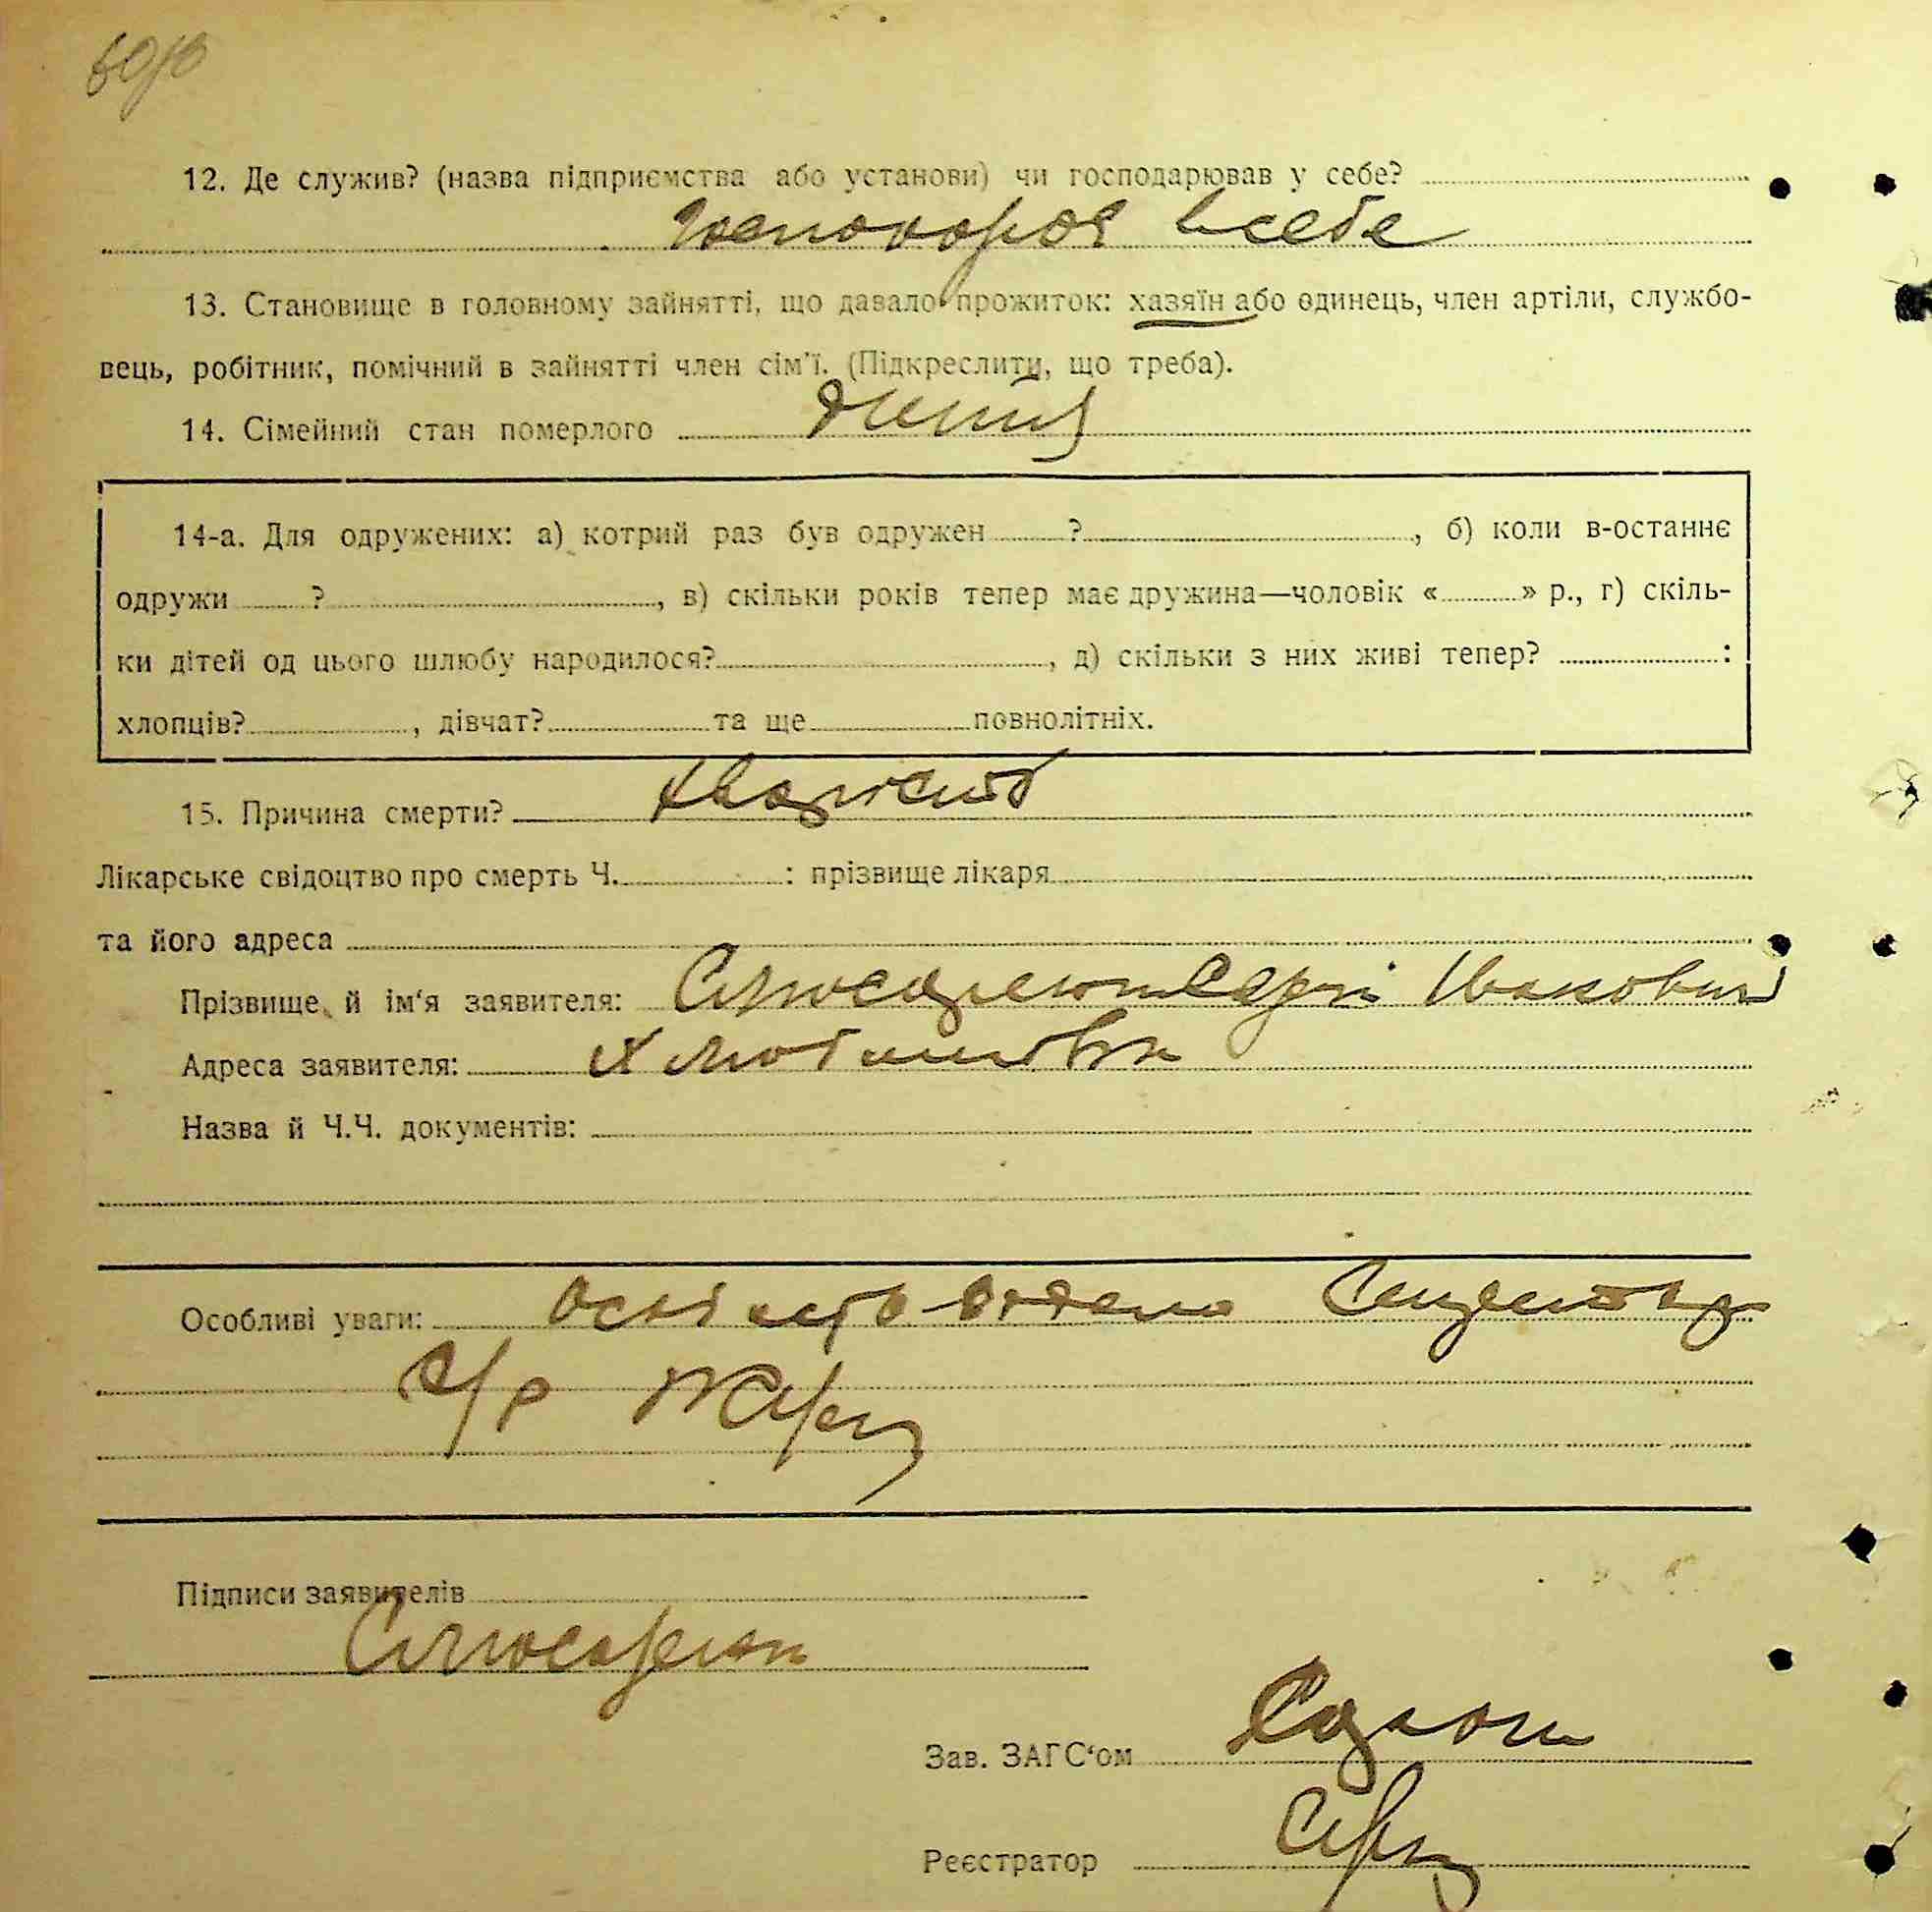 12. Де служив? (назва підприємства або установи) чи господарював у себе?
в себе
13. Становище в головному зайнятті, що давало прожиток: хазяїн або одинець, член артіли, службо-
вець, робітник, помічний в зайнятті член сім'ї. (Підкреслити, що треба).
14. Сімейний стан померлого
14-а. Для одружених: а) котрий раз був одружен ? , б) коли в-останнє
одружи ? , в) скільки років тепер має дружина—чоловік « » р., г) скіль-
ки дітей од цього шлюбу народилося? , д) скільки з них живі тепер? :
хлопців? , дівчат? та ще повнолітніх.
15. Причина смерти?
Лікарське свідоцтво про смерть Ч. : прізвище лікаря
та його адреса
Прізвище й ім'я заявителя: Слюсаренко Сергій Іванович
Адреса заявителя:
Назва й Ч.Ч. документів:
Особливі уваги:
с/р
Підписи заявителів
Слюсаренко
Зав. ЗАГС'ом
Реєстратор